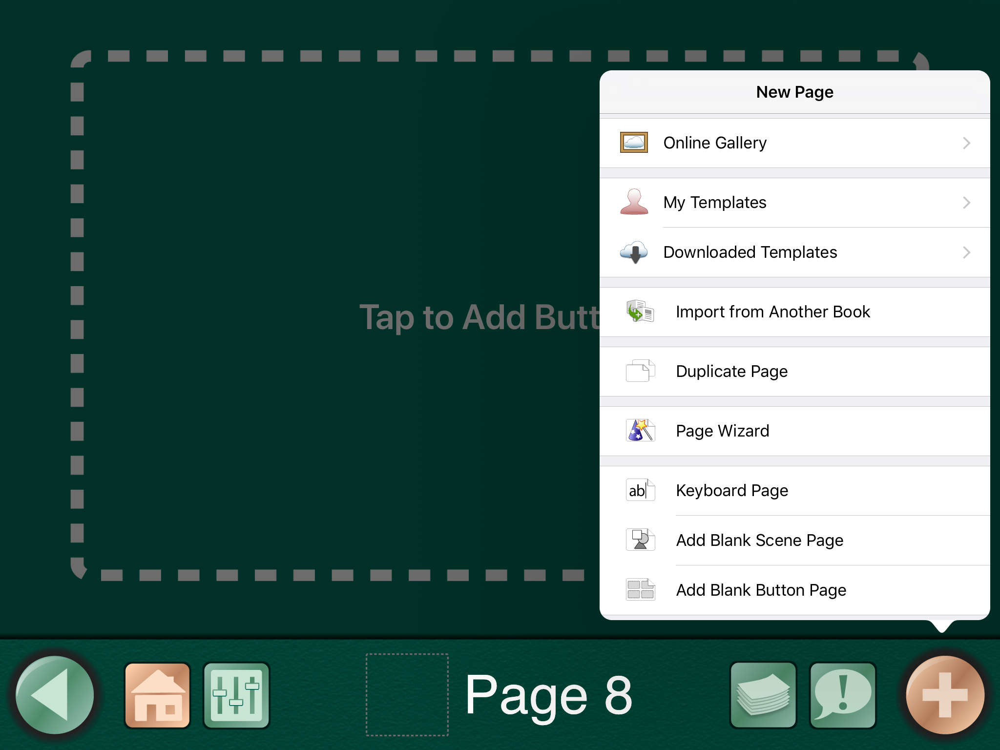 New Page
Online Gallery
My Templates
Downloaded Templates
Tap to Add Butt
Import from Another Book
Duplicate Page
Page Wizard
ab
Keyboard Page
Add Blank Scene Page
Add Blank Button Page
Page 8
!